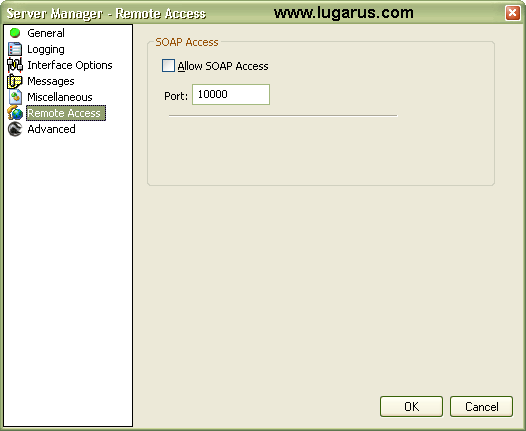 Server Manager - Remote Access
www.lugarus.com
General
Logging
Interface Options
Messages
Miscellaneous
Remote Access
Advanced
SOAP Access
Allow SOAP Access
Port: 10000
OK
Cancel